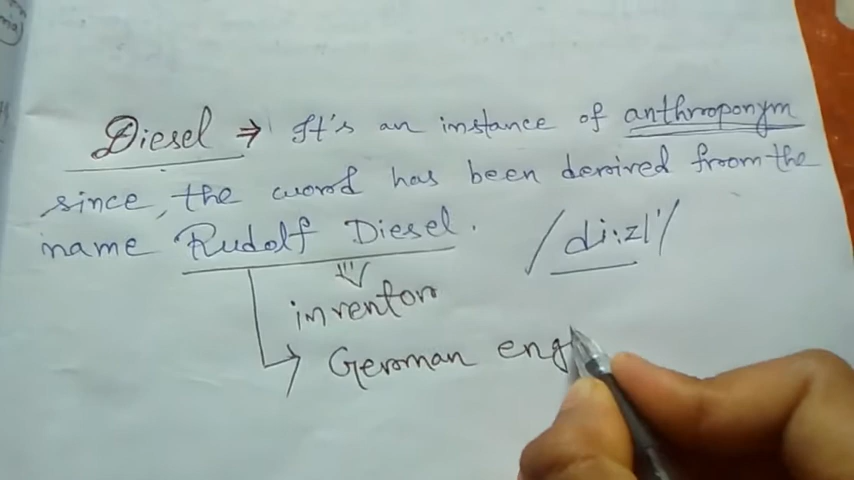 Diesel → It's an instance of anthroponym
since, the word has been derived from the
name Rudolf Diesel. /di:zl/
inventor
German eng